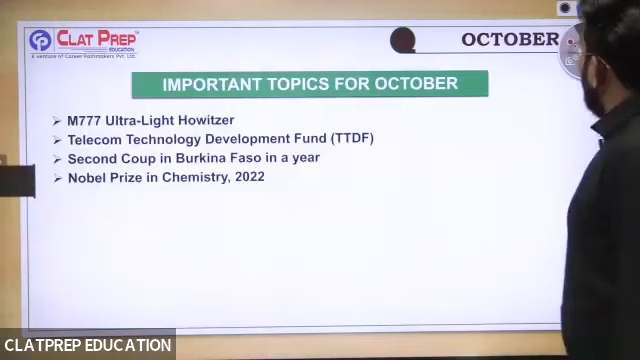 CP
CLAT PREP
EDUCATION
A venture of Career Pathmakers Pvt. Ltd.
OCTOBER
IMPORTANT TOPICS FOR OCTOBER
➢ M777 Ultra-Light Howitzer
➢ Telecom Technology Development Fund (TTDF)
➢ Second Coup in Burkina Faso in a year
➢ Nobel Prize in Chemistry, 2022
CLATPREP EDUCATION